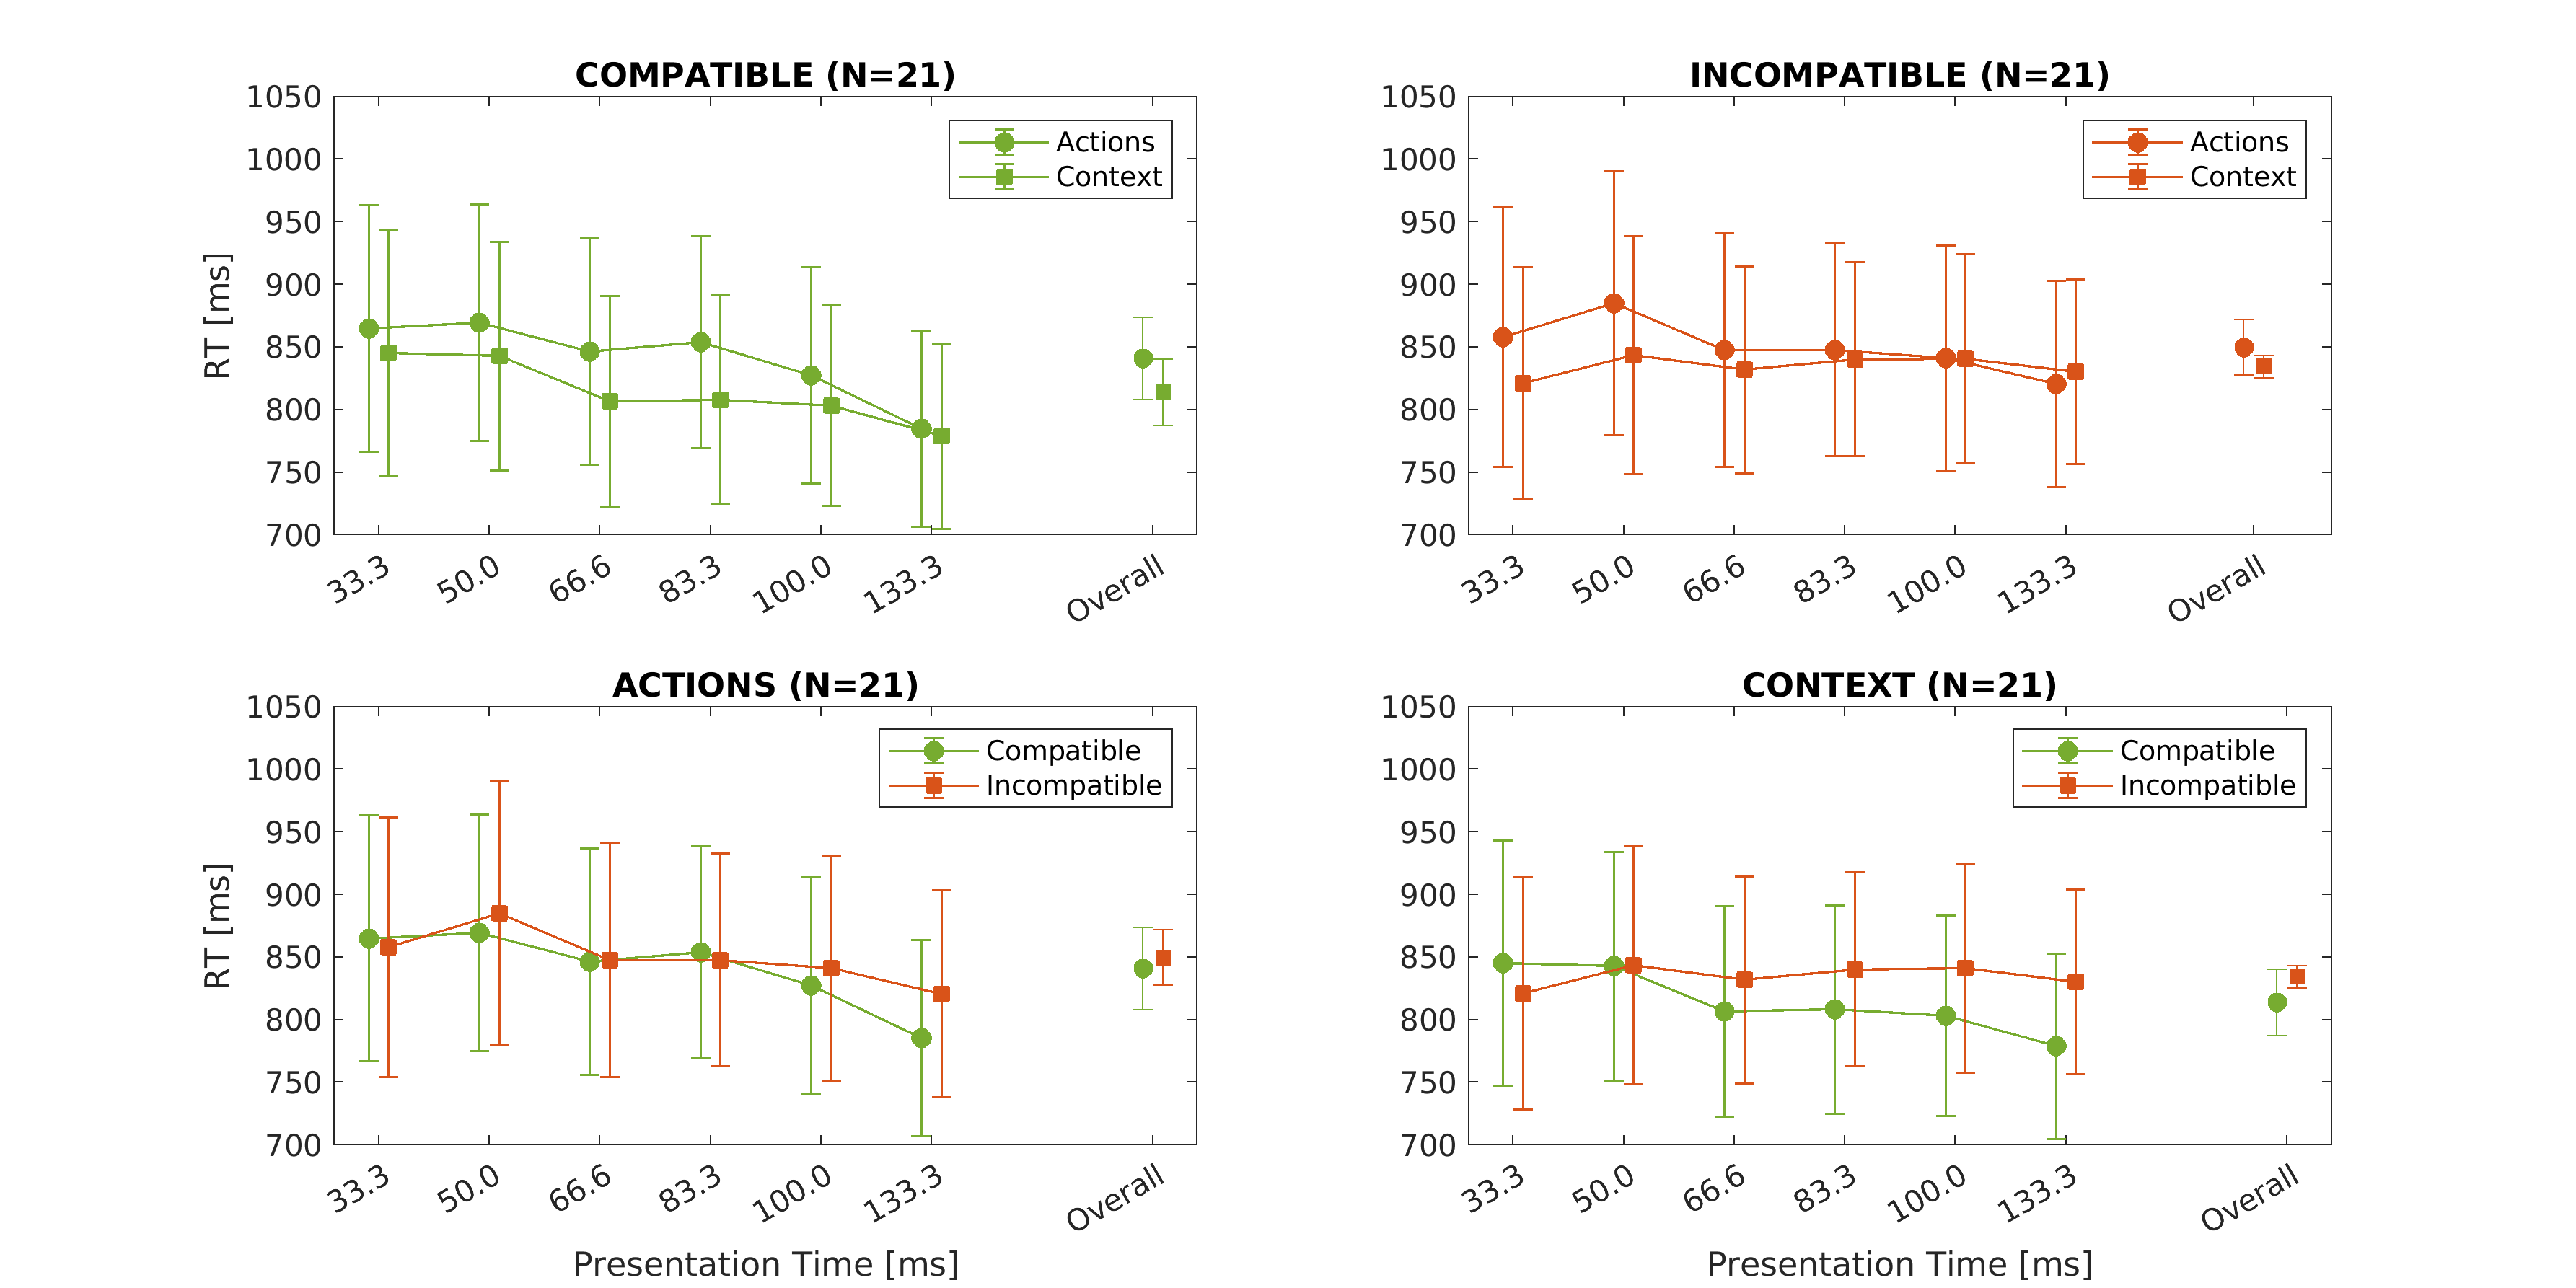 COMPATIBLE (N=21)
1050
1000
950
900
850
800
750
700
RT [ms]
Actions
Context
33.3
50.0
66.6
83.3
100.0
133.3
Overall
INCOMPATIBLE (N=21)
1050
1000
950
900
850
800
750
700
Actions
Context
33.3
50.0
66.6
83.3
100.0
133.3
Overall
ACTIONS (N=21)
1050
1000
950
900
850
800
750
700
RT [ms]
Compatible
Incompatible
33.3
50.0
66.6
83.3
100.0
133.3
Overall
Presentation Time [ms]
CONTEXT (N=21)
1050
1000
950
900
850
800
750
700
Compatible
Incompatible
33.3
50.0
66.6
83.3
100.0
133.3
Overall
Presentation Time [ms]